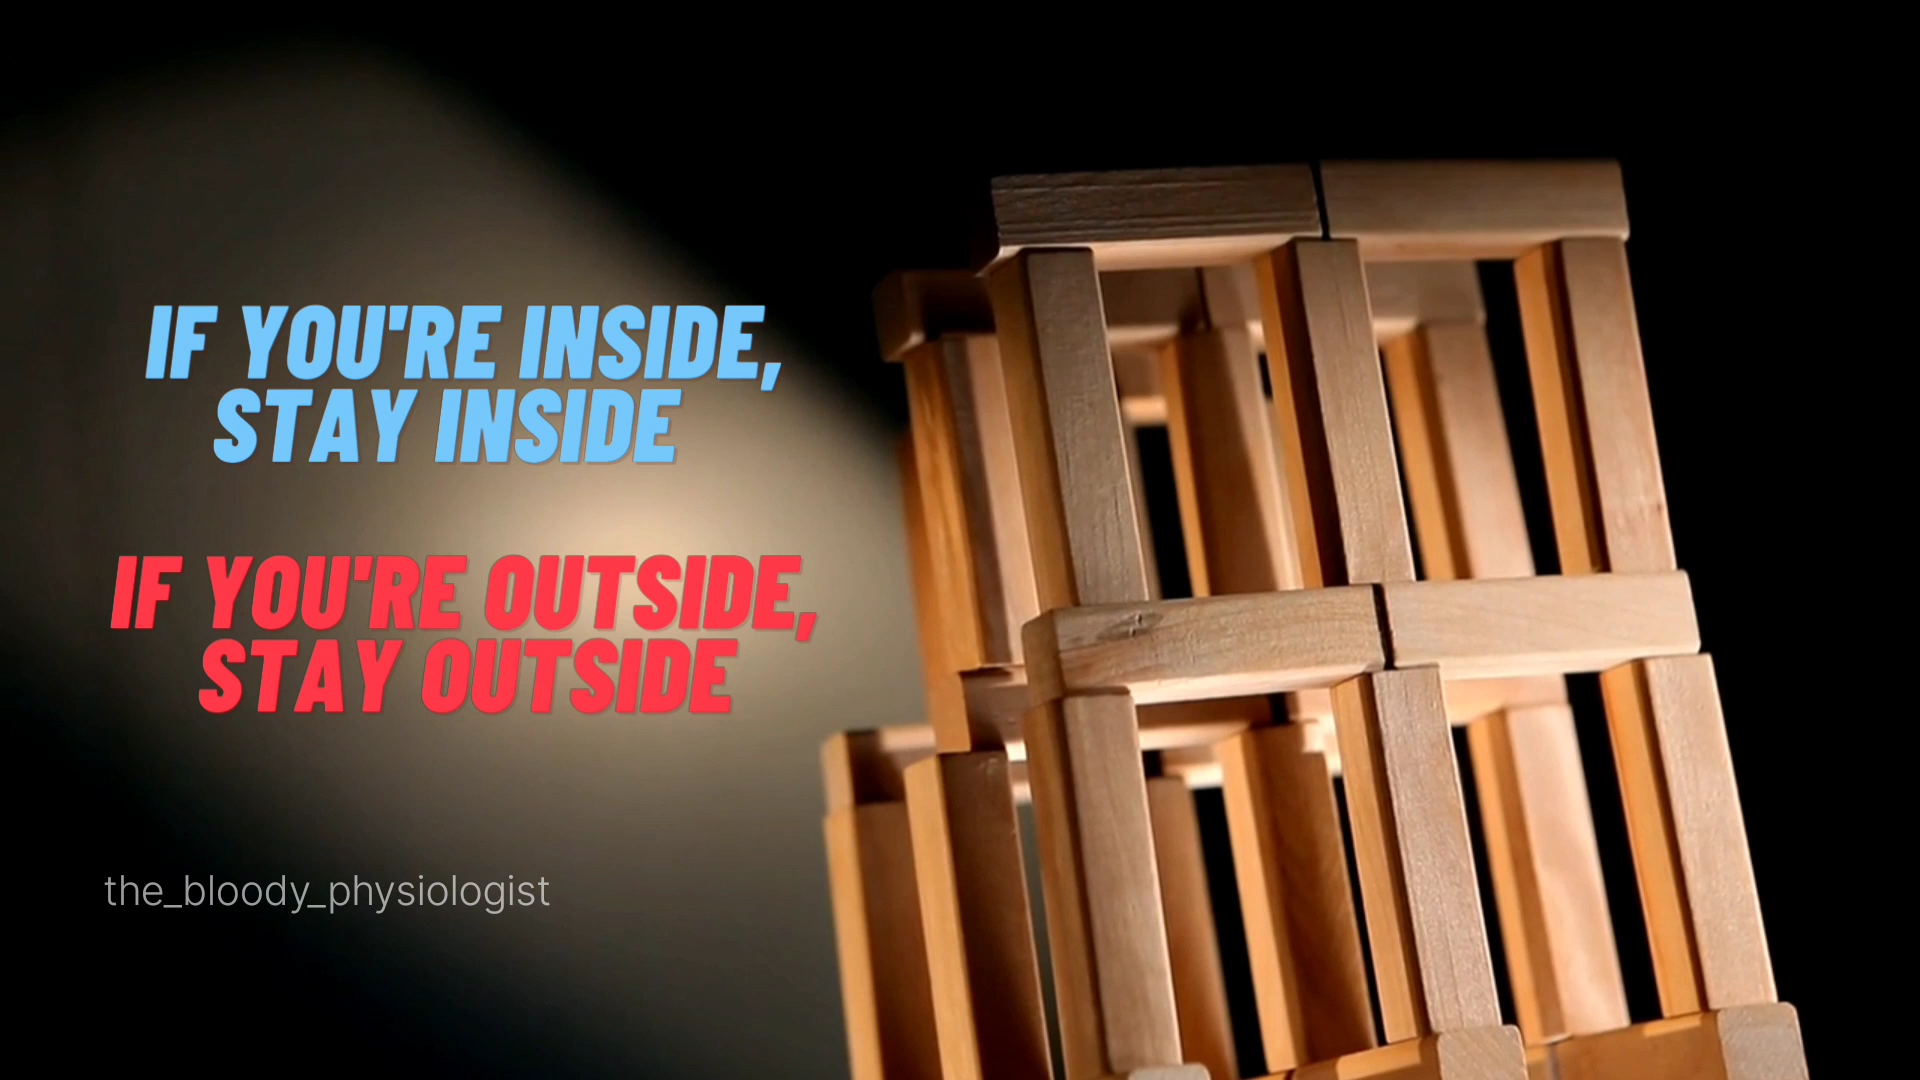 IF YOU'RE INSIDE,
STAY INSIDE
IF YOU'RE OUTSIDE,
STAY OUTSIDE
the_bloody_physiologist